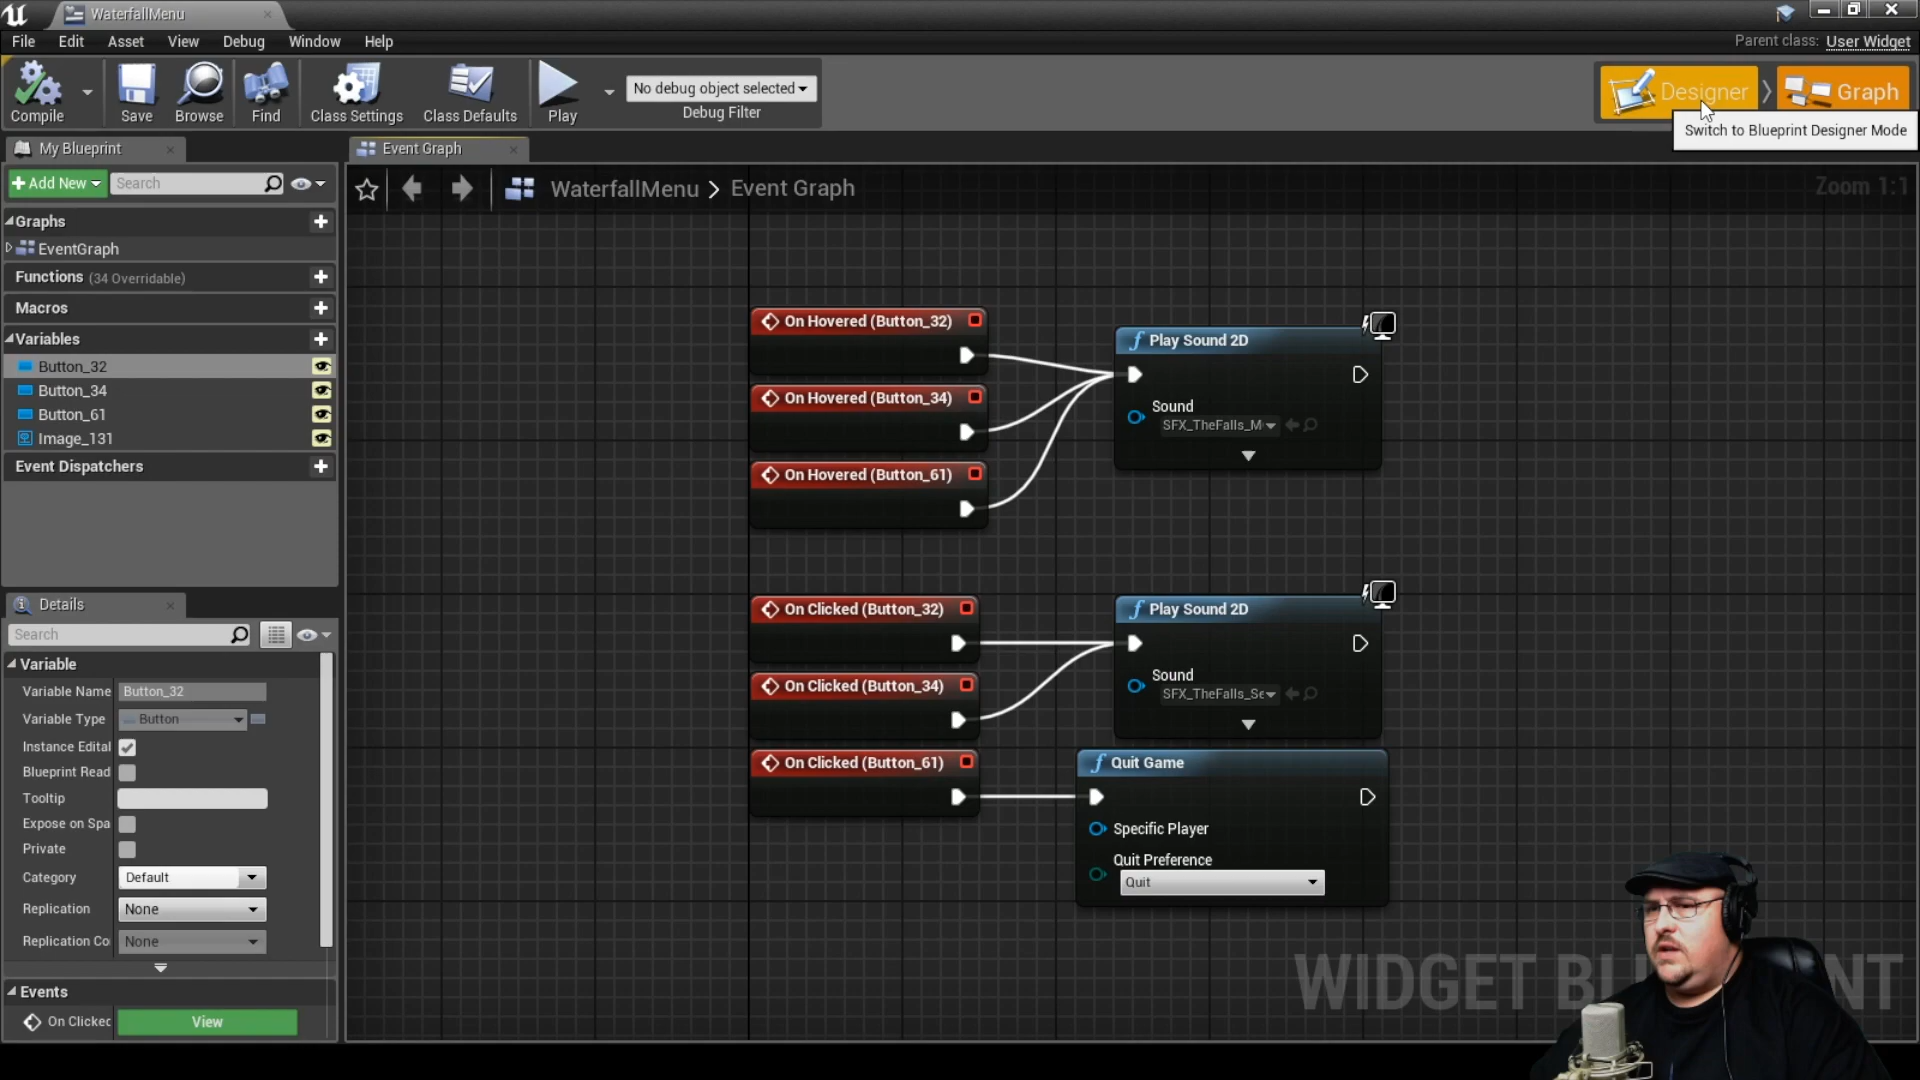 WaterfallMenu
File Edit Asset View Debug Window Help
Parent class: User Widget
Compile Save Browse Find Class Settings Class Defaults Play
No debug object selected
Debug Filter
Designer Graph
Switch to Blueprint Designer Mode
My Blueprint
Event Graph
Add New Search
WaterfallMenu > Event Graph
Zoom 1:1
Graphs
EventGraph
Functions (34 Overridable)
Macros
Variables
Button_32
Button_34
Button_61
Image_131
Event Dispatchers
On Hovered (Button_32)
On Hovered (Button_34)
On Hovered (Button_61)
Play Sound 2D
Sound
SFX_TheFalls_M
On Clicked (Button_32)
On Clicked (Button_34)
On Clicked (Button_61)
Play Sound 2D
Sound
SFX_TheFalls_Se
Quit Game
Specific Player
Quit Preference
Quit
Details
Search
Variable
Variable Name Button_32
Variable Type Button
Instance Edital
Blueprint Read
Tooltip
Expose on Spa
Private
Category Default
Replication None
Replication Co None
Events
On Clicked View
WIDGET BL NT